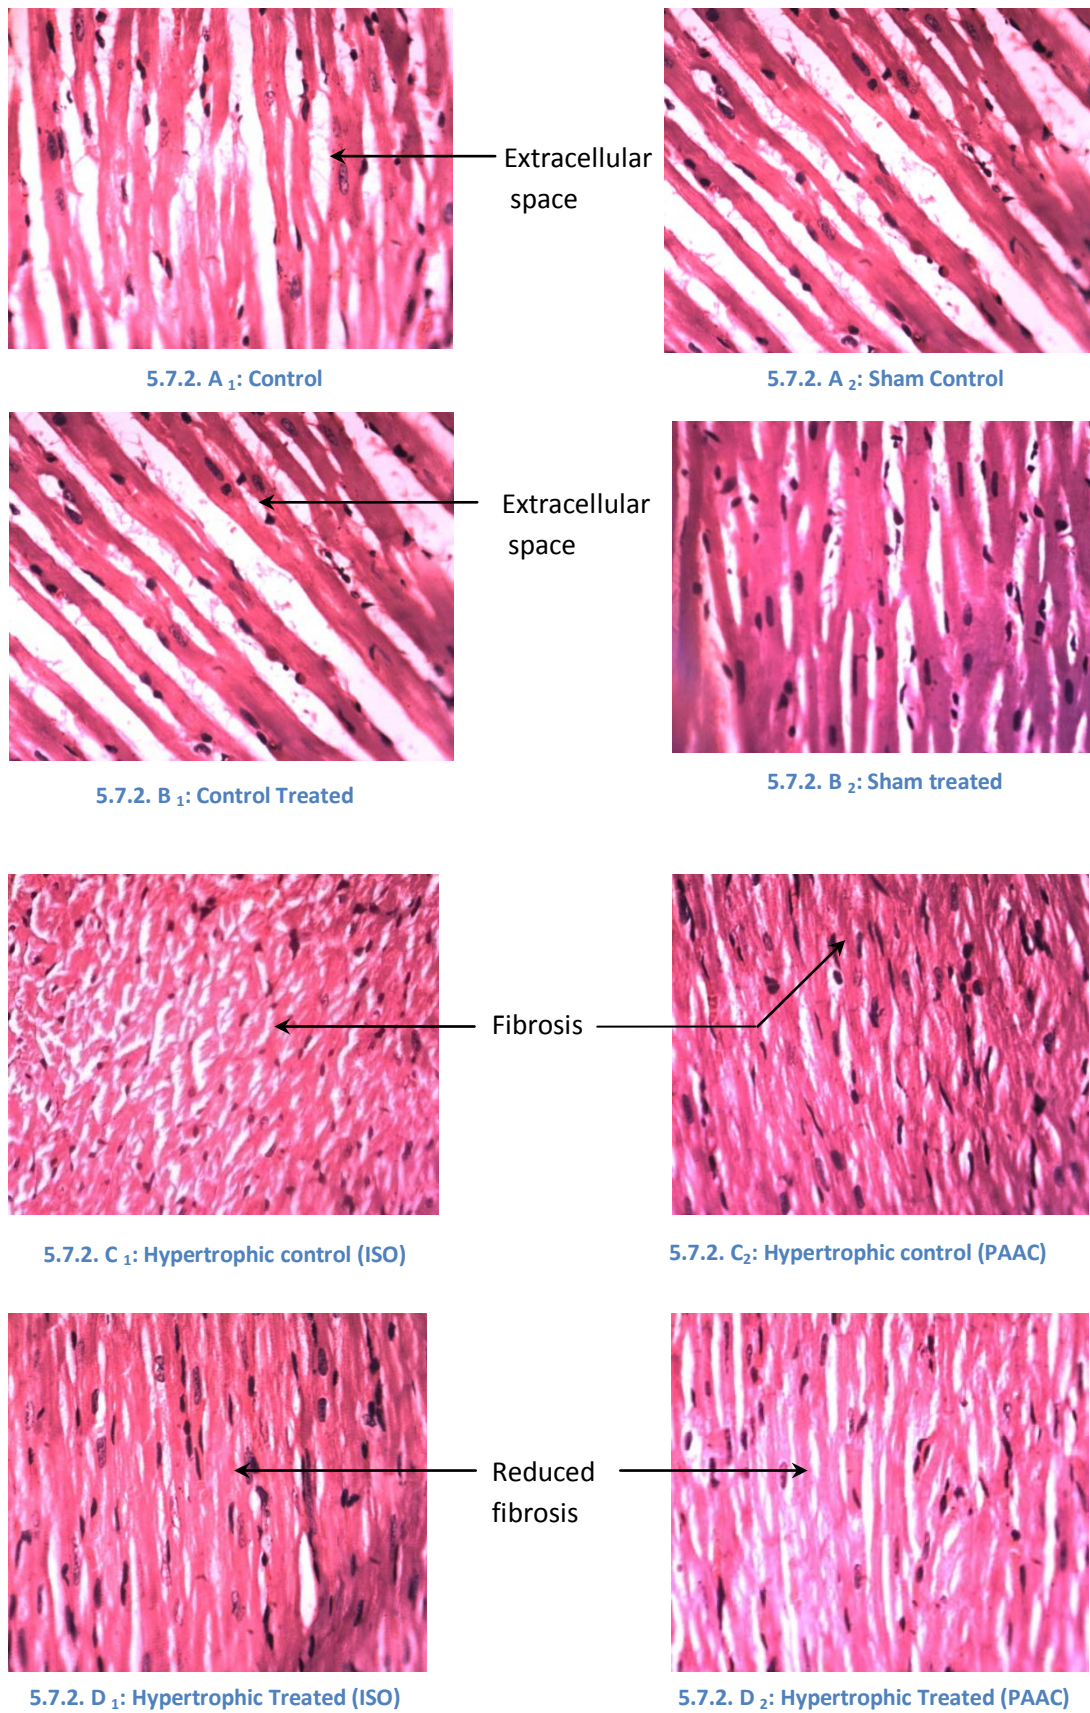 Extracellular
space
5.7.2. A 1: Control
5.7.2. A 2: Sham Control
Extracellular
space
5.7.2. B 1: Control Treated
5.7.2. B 2: Sham treated
Fibrosis
5.7.2. C 1: Hypertrophic control (ISO)
5.7.2. C2: Hypertrophic control (PAAC)
Reduced
fibrosis
5.7.2. D 1: Hypertrophic Treated (ISO)
5.7.2. D 2: Hypertrophic Treated (PAAC)